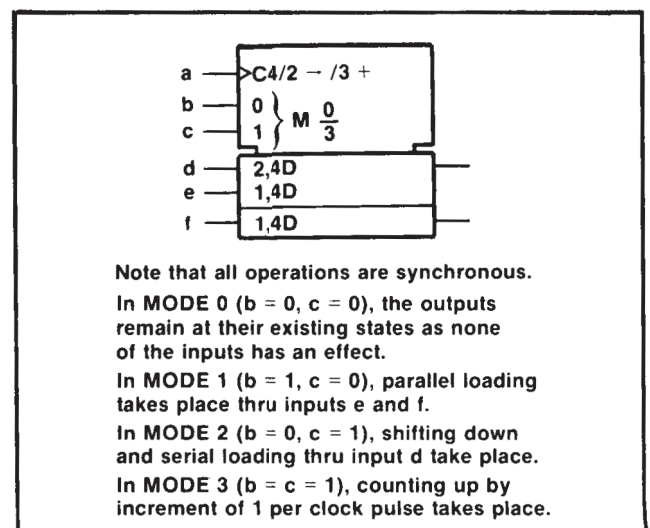 a C4/2 → /3 +
b 0
c 1
M 0/3
d 2,4D
e 1,4D
f 1,4D
Note that all operations are synchronous.
In MODE 0 (b = 0, c = 0), the outputs
remain at their existing states as none
of the inputs has an effect.
In MODE 1 (b = 1, c = 0), parallel loading
takes place thru inputs e and f.
In MODE 2 (b = 0, c = 1), shifting down
and serial loading thru input d take place.
In MODE 3 (b = c = 1), counting up by
increment of 1 per clock pulse takes place.